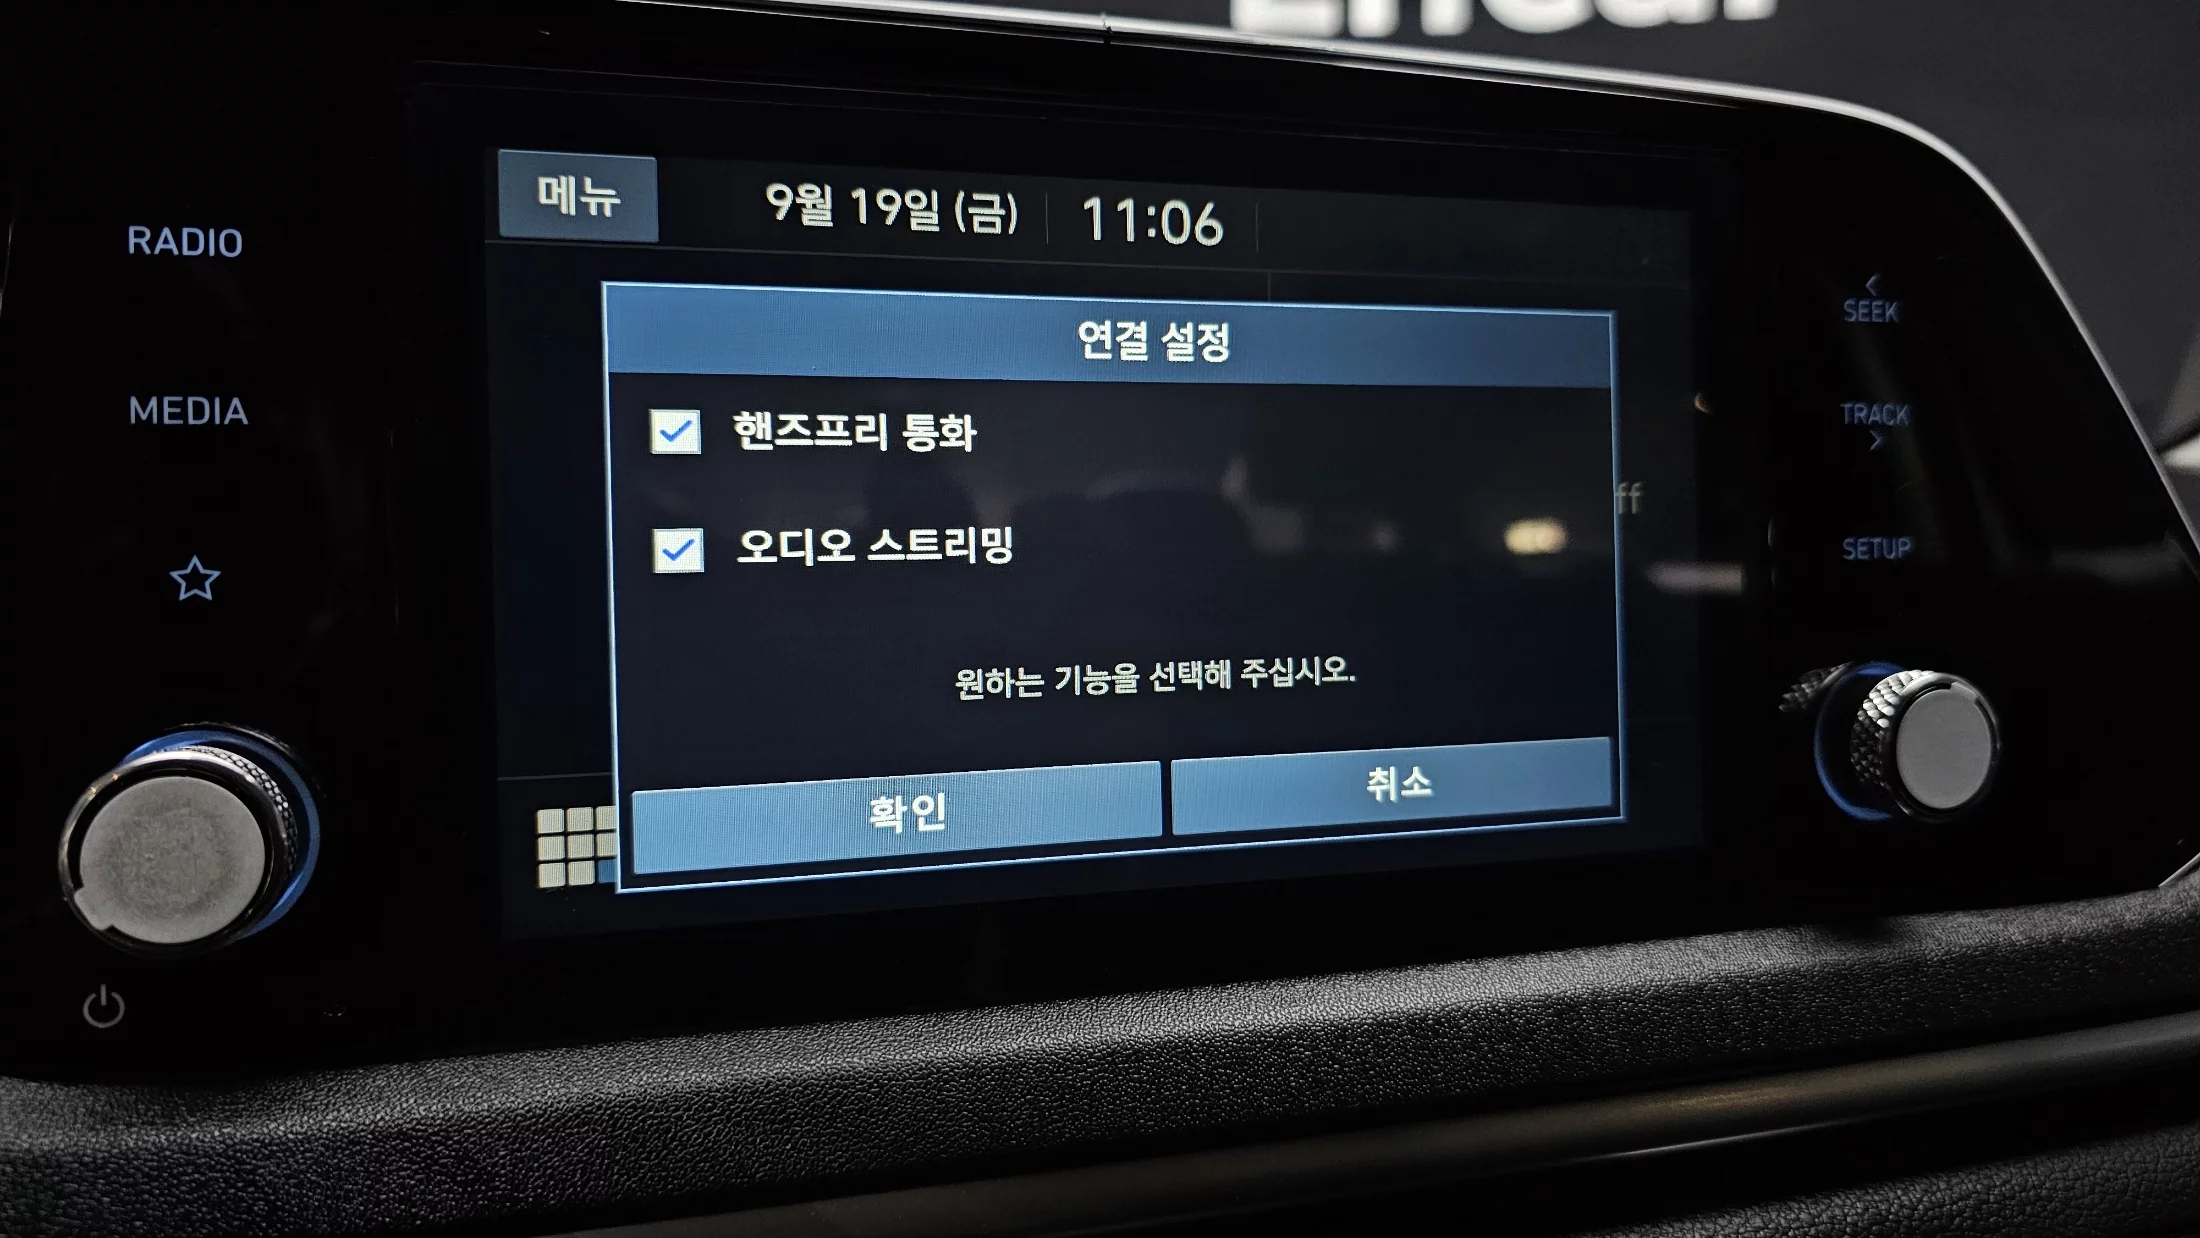 메뉴
9월 19일 (금)
11:06
RADIO
MEDIA
연결 설정
핸즈프리 통화
오디오 스트리밍
원하는 기능을 선택해 주십시오.
확인
취소
ff
SEEK
TRACK
SETUP